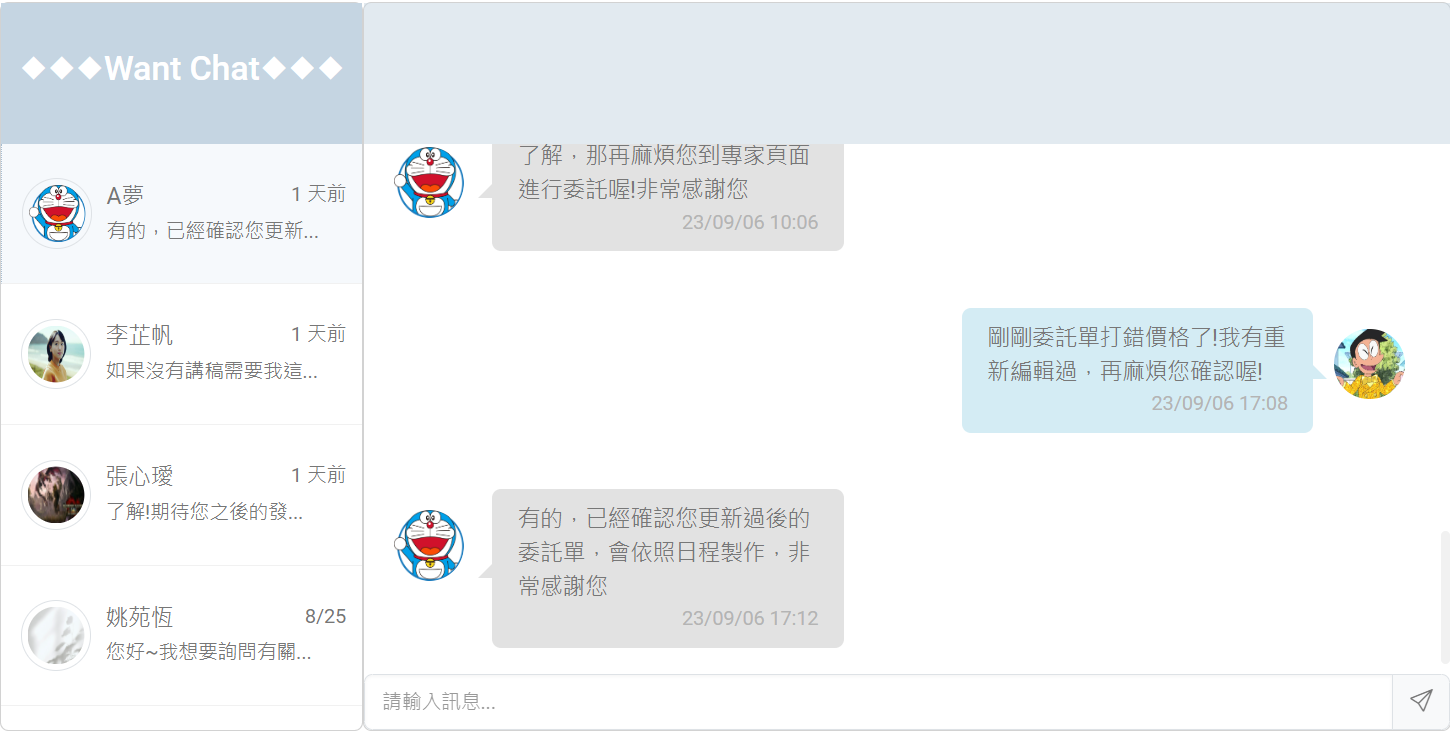 ◆◆◆Want Chat◆◆◆
A夢
1 天前
有的，已經確認您更新...
李芷帆
1 天前
如果沒有講稿需要我這...
張心璦
1 天前
了解!期待您之後的發...
姚苑恆
8/25
您好~我想要詢問有關...
了解，那再麻煩您到專家頁面
進行委託喔!非常感謝您
23/09/06 10:06
剛剛委託單打錯價格了!我有重
新編輯過，再麻煩您確認喔!
23/09/06 17:08
有的，已經確認您更新過後的
委託單，會依照日程製作，非
常感謝您
23/09/06 17:12
請輸入訊息...